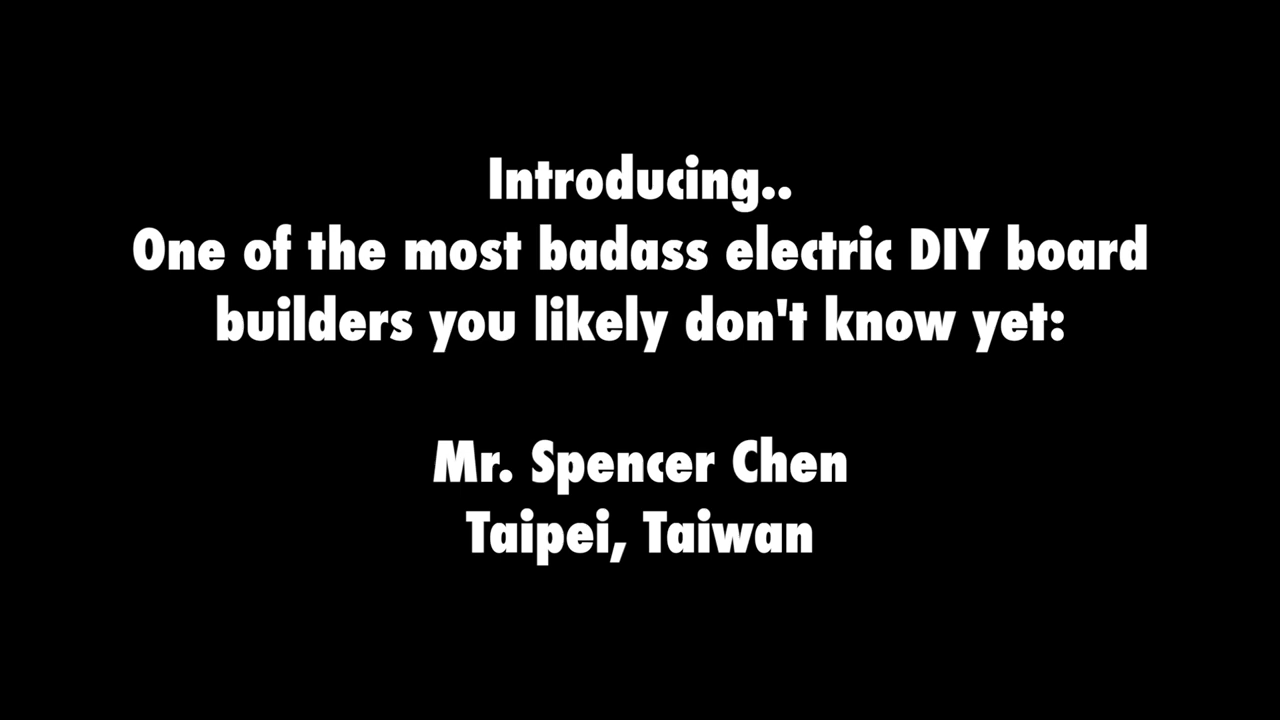 Introducing..
One of the most badass electric DIY board
builders you likely don't know yet:
Mr. Spencer Chen
Taipei, Taiwan